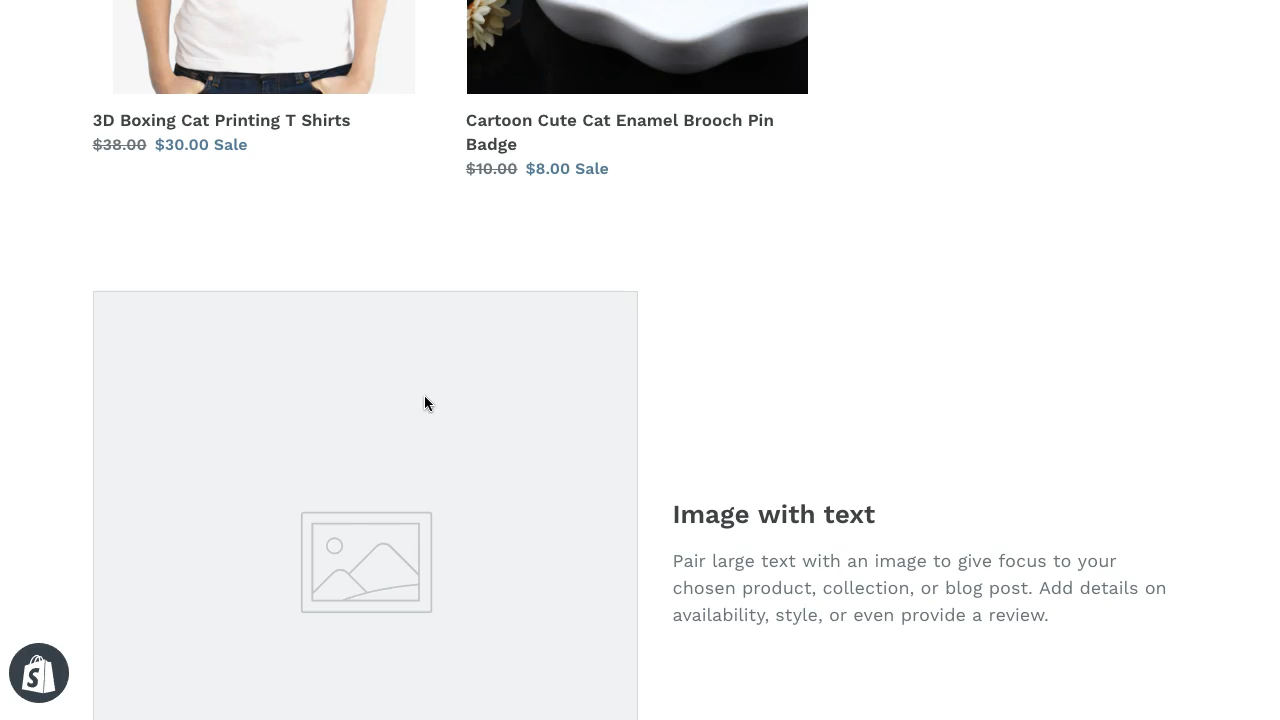 3D Boxing Cat Printing T Shirts
$38.00 $30.00 Sale
Cartoon Cute Cat Enamel Brooch Pin
Badge
$10.00 $8.00 Sale
Image with text
Pair large text with an image to give focus to your
chosen product, collection, or blog post. Add details on
availability, style, or even provide a review.